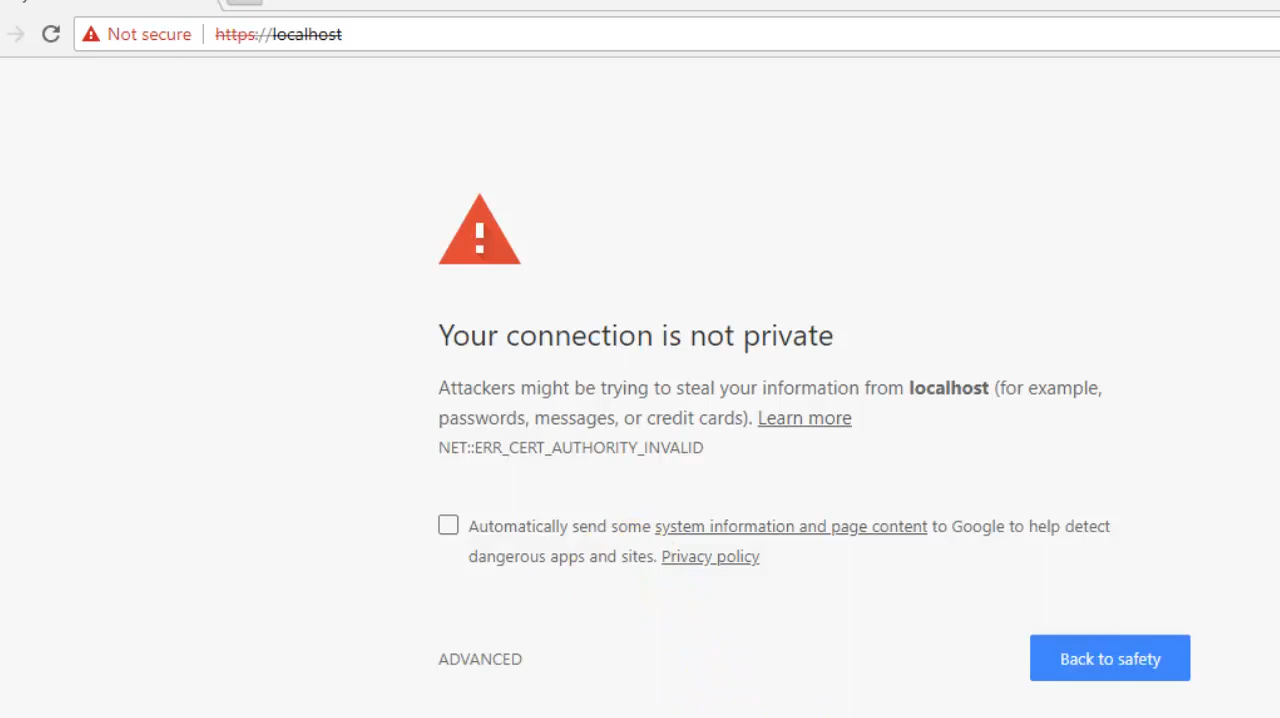 Not secure | https://localhost
Your connection is not private
Attackers might be trying to steal your information from localhost (for example,
passwords, messages, or credit cards). Learn more
NET::ERR_CERT_AUTHORITY_INVALID
Automatically send some system information and page content to Google to help detect
dangerous apps and sites. Privacy policy
ADVANCED
Back to safety